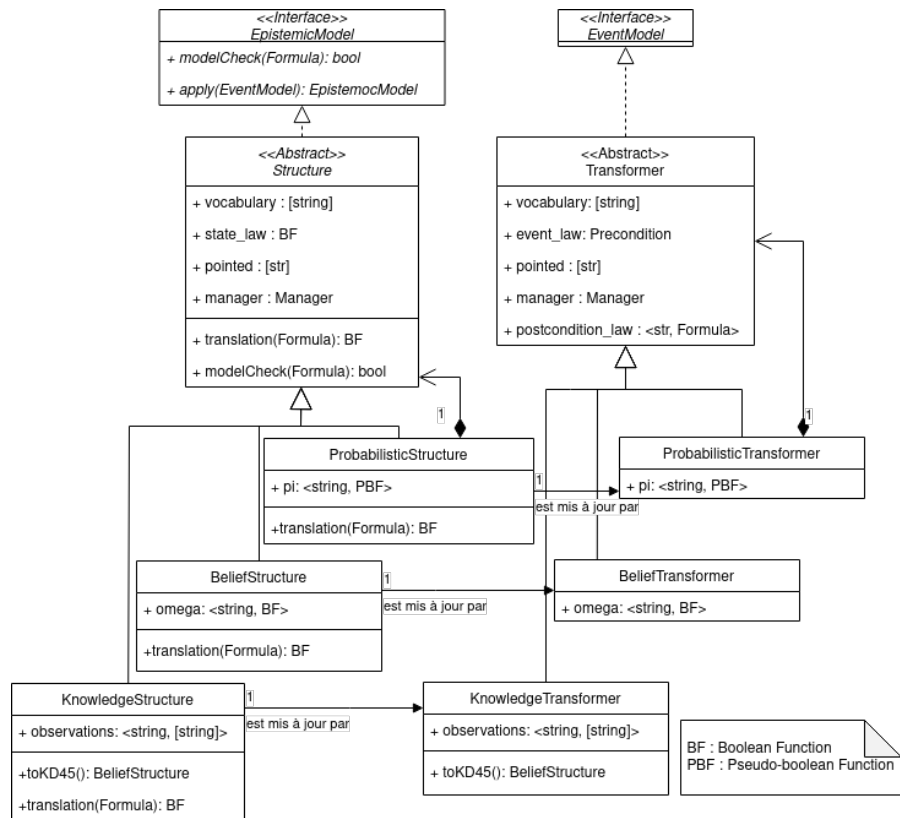 <<Interface>>
EpistemicModel
+ modelCheck(Formula): bool
+ apply(EventModel): EpistemocModel
<<Interface>>
EventModel
<<Abstract>>
Structure
+ vocabulary : [string]
+ state_law : BF
+ pointed : [str]
+ manager : Manager
+ translation(Formula): BF
+ modelCheck(Formula): bool
<<Abstract>>
Transformer
+ vocabulary: [string]
+ event_law: Precondition
+ pointed : [str]
+ manager : Manager
+ postcondition_law : <str, Formula>
1
1
ProbabilisticStructure
+ pi: <string, PBF>
+translation(Formula): BF
1
est mis à jour par
ProbabilisticTransformer
+ pi: <string, PBF>
BeliefStructure
+ omega: <string, BF>
+translation(Formula): BF
1
est mis à jour par
BeliefTransformer
+ omega: <string, BF>
KnowledgeStructure
+ observations: <string, [string]>
+toKD45(): BeliefStructure
+translation(Formula): BF
1
est mis à jour par
KnowledgeTransformer
+ observations: <string, [string]>
+ toKD45(): BeliefStructure
BF : Boolean Function
PBF : Pseudo-boolean Function